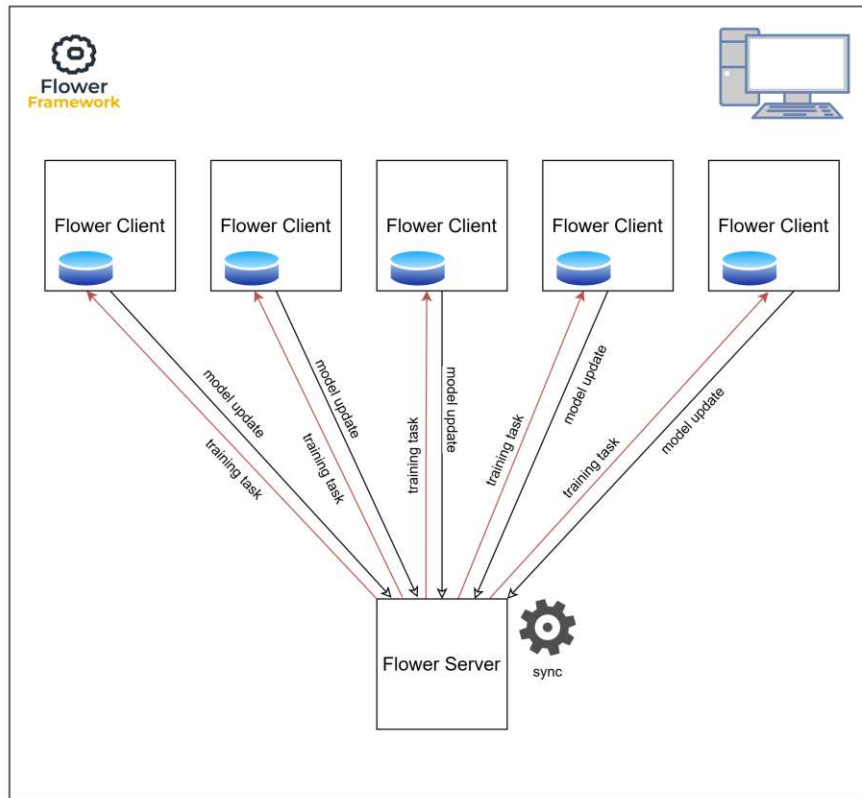 Flower
Framework
Flower Client
Flower Client
Flower Client
Flower Client
Flower Client
model update
training task
model update
training task
model update
training task
model update
training task
model update
training task
Flower Server
sync